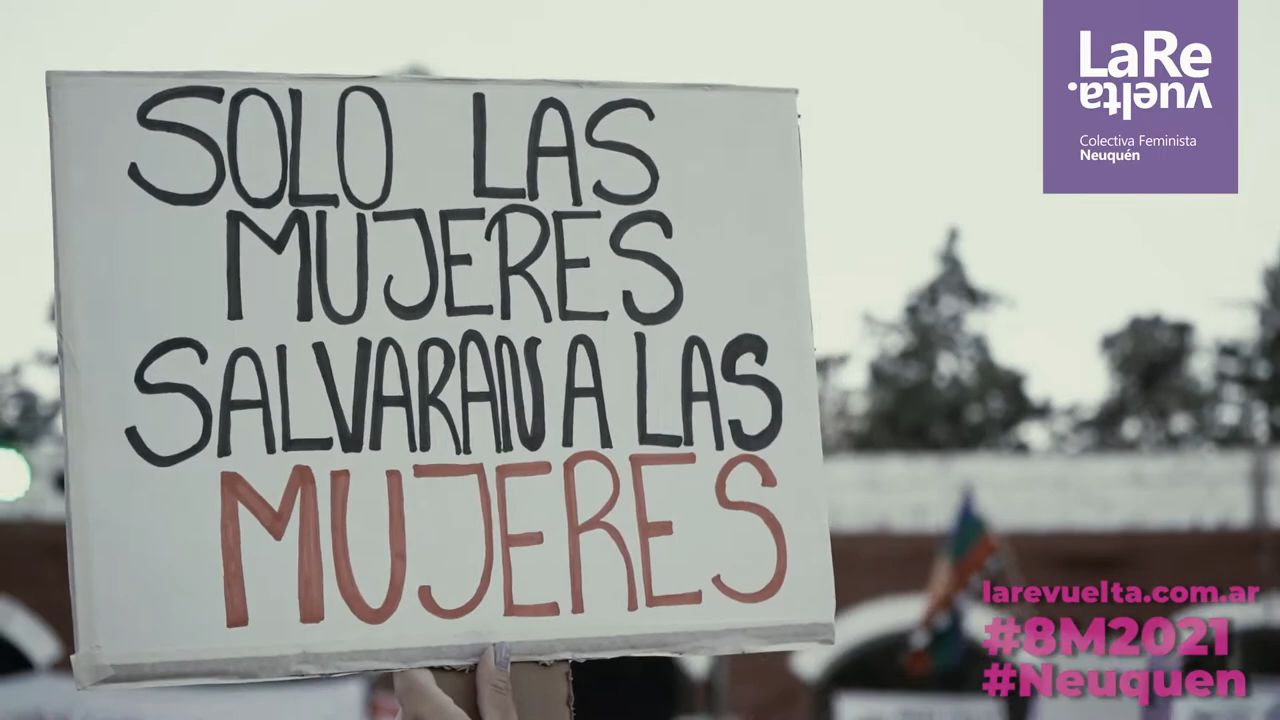 SOLO LAS
MUJERES
SALVARAN A LAS
MUJERES
LaRe
vuelta.
Colectiva Feminista
Neuquén
larevuelta.com.ar
#8M2021
#Neuquen